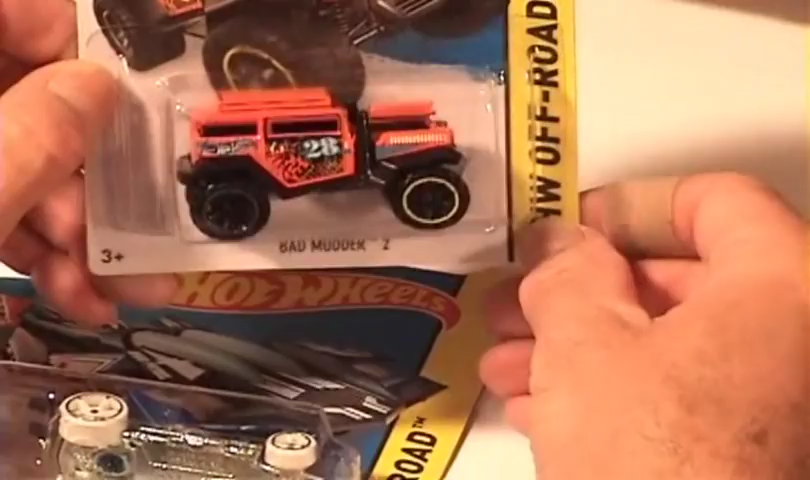 HW OFF-ROAD
26
BAD MUDDER™ 2
3+
HOT WHEELS
ROAD™